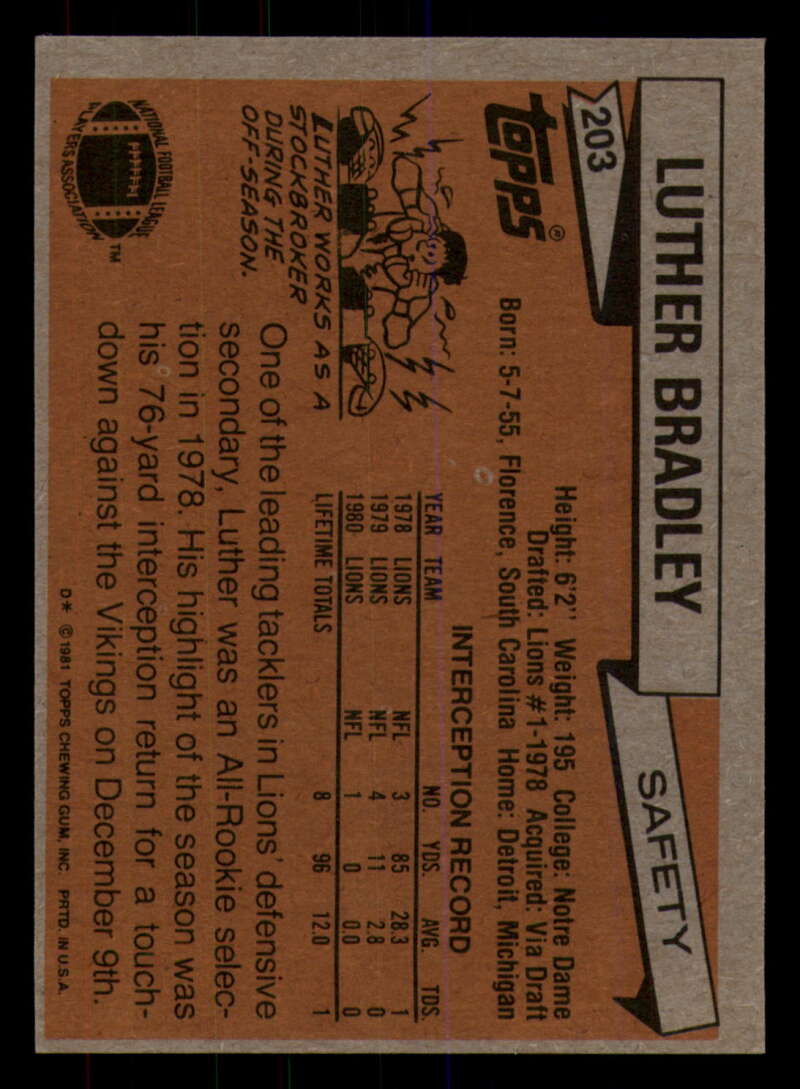 203
LUTHER BRADLEY
SAFETY
TOPPS®
Height: 6'2" Weight: 195 College: Notre Dame
Drafted: Lions #1-1978 Acquired: Via Draft
Born: 5-7-55, Florence, South Carolina Home: Detroit, Michigan
INTERCEPTION RECORD
YEAR TEAM NO. YDS. AVG. TDS.
1978 LIONS NFL 3 85 28.3 1
1979 LIONS NFL 4 11 2.8 0
1980 LIONS NFL 1 0 0.0 0
LIFETIME TOTALS 8 96 12.0 1
LUTHER WORKS AS A
STOCKBROKER
DURING THE
OFF-SEASON.
One of the leading tacklers in Lions' defensive
secondary, Luther was an All-Rookie selec-
tion in 1978. His highlight of the season was
his 76-yard interception return for a touch-
down against the Vikings on December 9th.
NATIONAL FOOTBALL LEAGUE
PLAYERS ASSOCIATION
TM
D* ©1981 TOPPS CHEWING GUM, INC. PRTD. IN U.S.A.